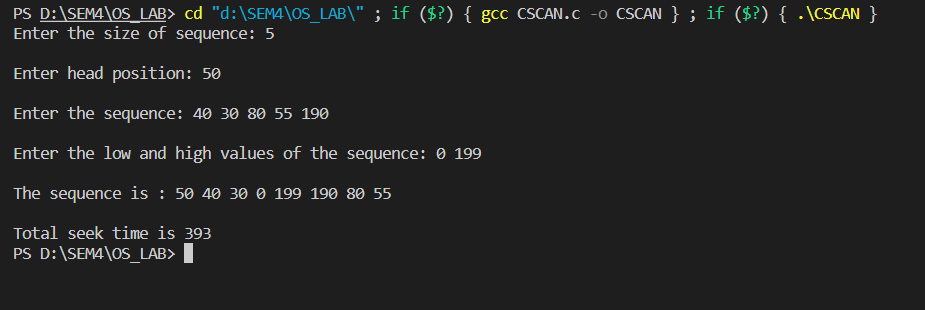 PS D:\SEM4\OS_LAB> cd "d:\SEM4\OS_LAB\" ; if ($?) { gcc CSCAN.c -o CSCAN } ; if ($?) { .\CSCAN }
Enter the size of sequence: 5
Enter head position: 50
Enter the sequence: 40 30 80 55 190
Enter the low and high values of the sequence: 0 199
The sequence is : 50 40 30 0 199 190 80 55
Total seek time is 393
PS D:\SEM4\OS_LAB>